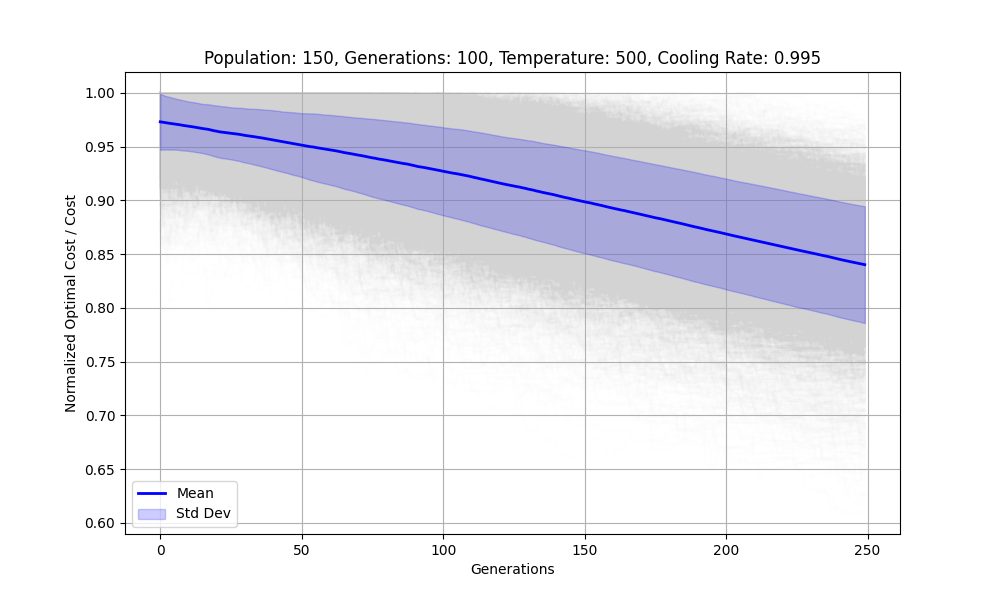 Population: 150, Generations: 100, Temperature: 500, Cooling Rate: 0.995
Normalized Optimal Cost / Cost
1.00
0.95
0.90
0.85
0.80
0.75
0.70
0.65
0.60
Mean
Std Dev
0 50 100 150 200 250
Generations